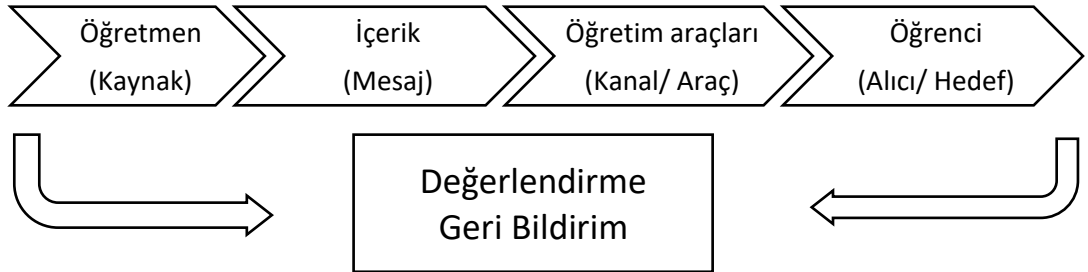 Öğretmen
(Kaynak)
İçerik
(Mesaj)
Öğretim araçları
(Kanal/ Araç)
Öğrenci
(Alıcı/ Hedef)
Değerlendirme
Geri Bildirim